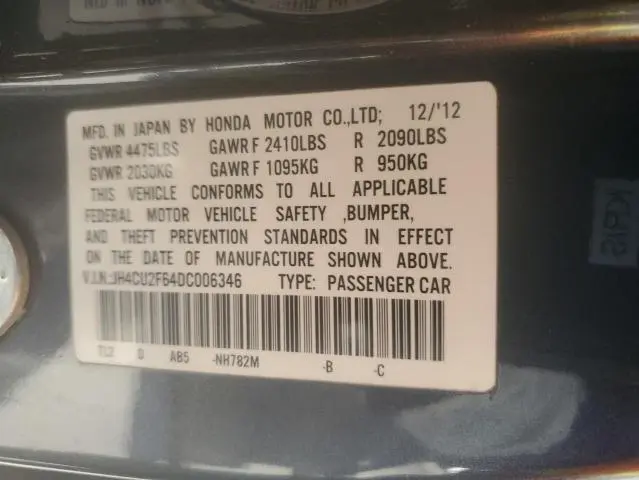 MFD. IN JAPAN BY HONDA MOTOR CO.,LTD; 12/'12
GVWR 4475LBS GAWR F 2410LBS R 2090LBS
GVWR 2030KG GAWR F 1095KG R 950KG
THIS VEHICLE CONFORMS TO ALL APPLICABLE
FEDERAL MOTOR VEHICLE SAFETY ,BUMPER,
AND THEFT PREVENTION STANDARDS IN EFFECT
ON THE DATE OF MANUFACTURE SHOWN ABOVE.
V.I.N.:JH4CU2F64DC006346 TYPE: PASSENGER CAR
TL2 D AB5 -NH782M -B -C